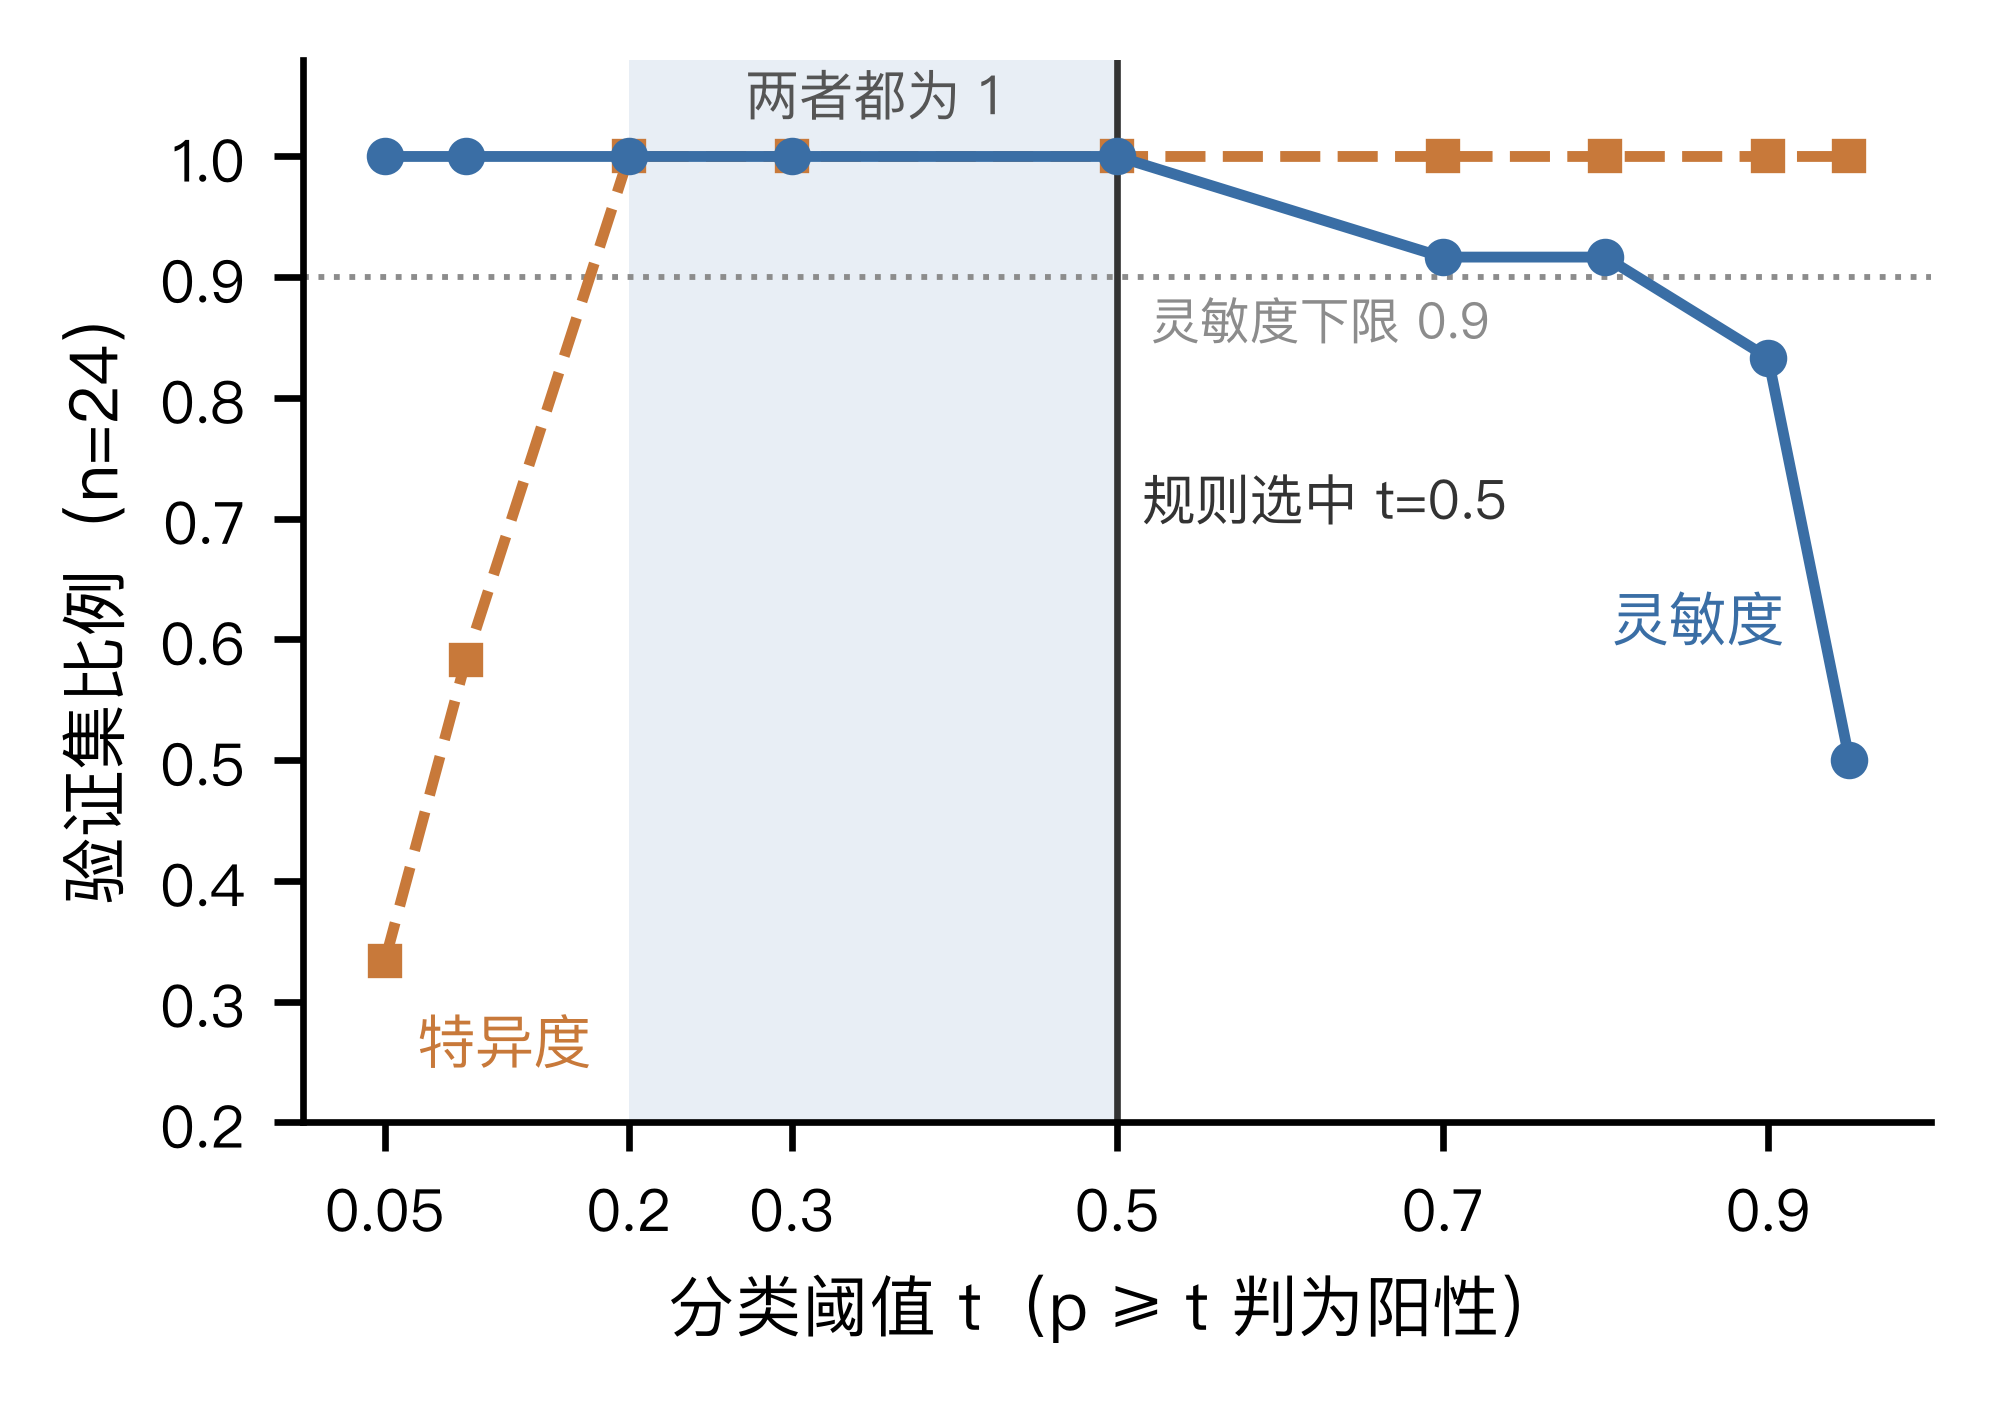 两者都为 1
1.0
0.9
0.8
0.7
0.6
0.5
0.4
0.3
0.2
验证集比例（n=24）
灵敏度下限 0.9
规则选中 t=0.5
灵敏度
特异度
0.05 0.2 0.3 0.5 0.7 0.9
分类阈值 t（p ⩾ t 判为阳性）